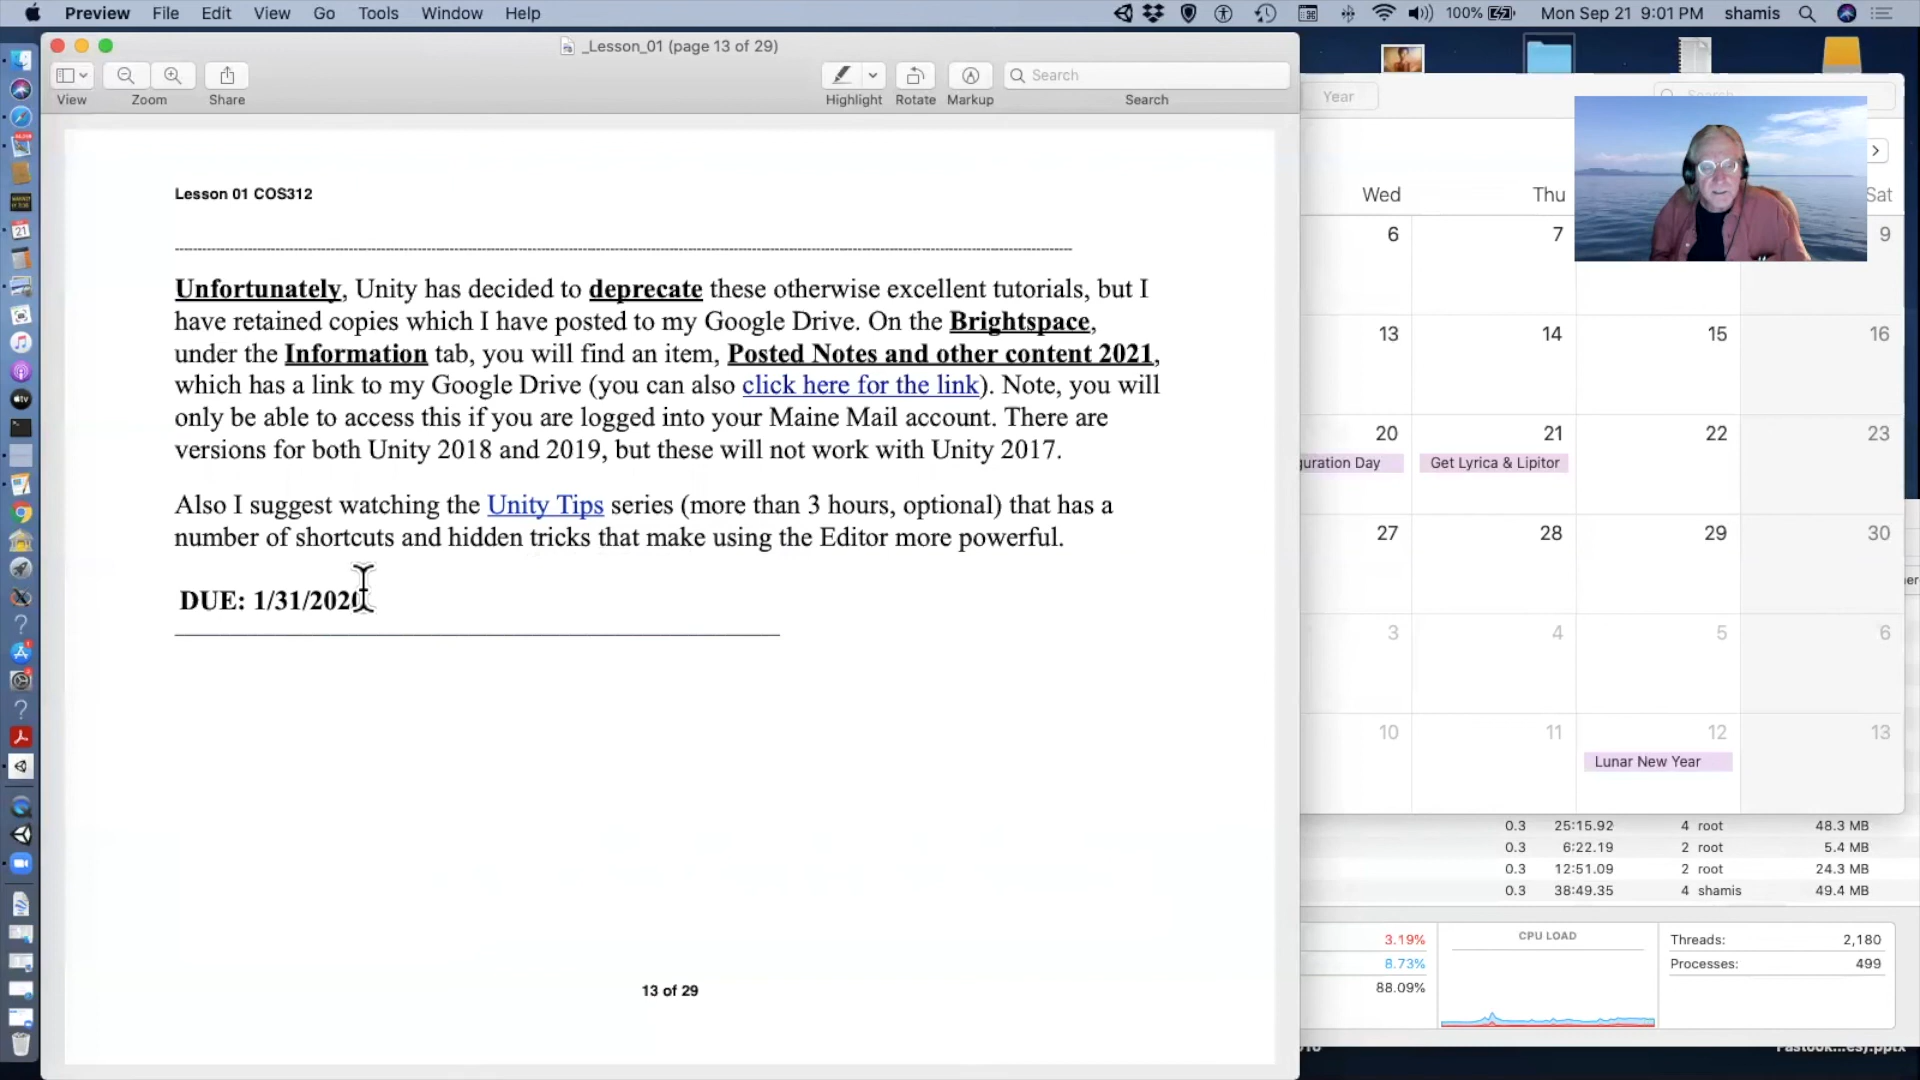 Preview File Edit View Go Tools Window Help 100% Mon Sep 21 9:01 PM shamis
_Lesson_01 (page 13 of 29)
Search
View Zoom Share Highlight Rotate Markup Search
Year
Search
Lesson 01 COS312
Unfortunately, Unity has decided to deprecate these otherwise excellent tutorials, but I
have retained copies which I have posted to my Google Drive. On the Brightspace,
under the Information tab, you will find an item, Posted Notes and other content 2021,
which has a link to my Google Drive (you can also click here for the link). Note, you will
only be able to access this if you are logged into your Maine Mail account. There are
versions for both Unity 2018 and 2019, but these will not work with Unity 2017.
Also I suggest watching the Unity Tips series (more than 3 hours, optional) that has a
number of shortcuts and hidden tricks that make using the Editor more powerful.
DUE: 1/31/2020
13 of 29
Wed Thu Sat
6 7 9
13 14 15 16
20 21 22 23
guration Day Get Lyrica & Lipitor
27 28 29 30
3 4 5 6
10 11 12 13
Lunar New Year
0.3 25:15.92 4 root 48.3 MB
0.3 6:22.19 2 root 5.4 MB
0.3 12:51.09 2 root 24.3 MB
0.3 38:49.35 4 shamis 49.4 MB
3.19% CPU LOAD Threads: 2,180
8.73% Processes: 499
88.09%